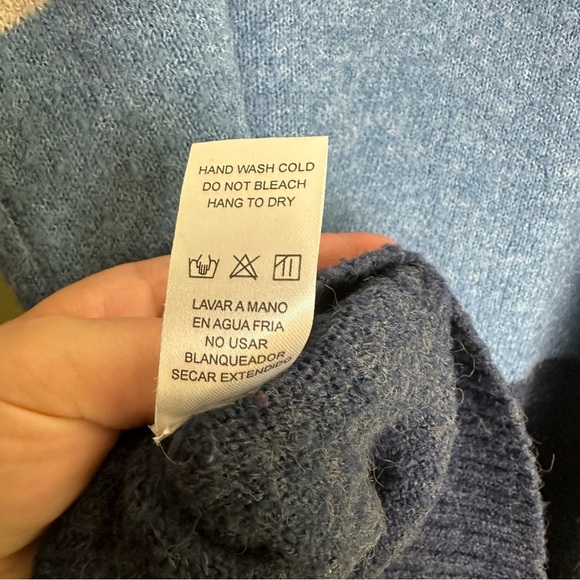 HAND WASH COLD
DO NOT BLEACH
HANG TO DRY
LAVAR A MANO
EN AGUA FRIA
NO USAR
BLANQUEADOR
SECAR EXTENDIDO